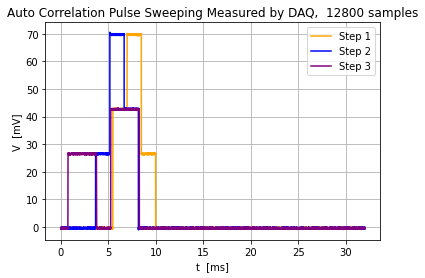 Auto Correlation Pulse Sweeping Measured by DAQ,  12800 samples
Step 1
Step 2
Step 3
V  [mV]
70
60
50
40
30
20
10
0
0
5
10
15
20
25
30
t  [ms]